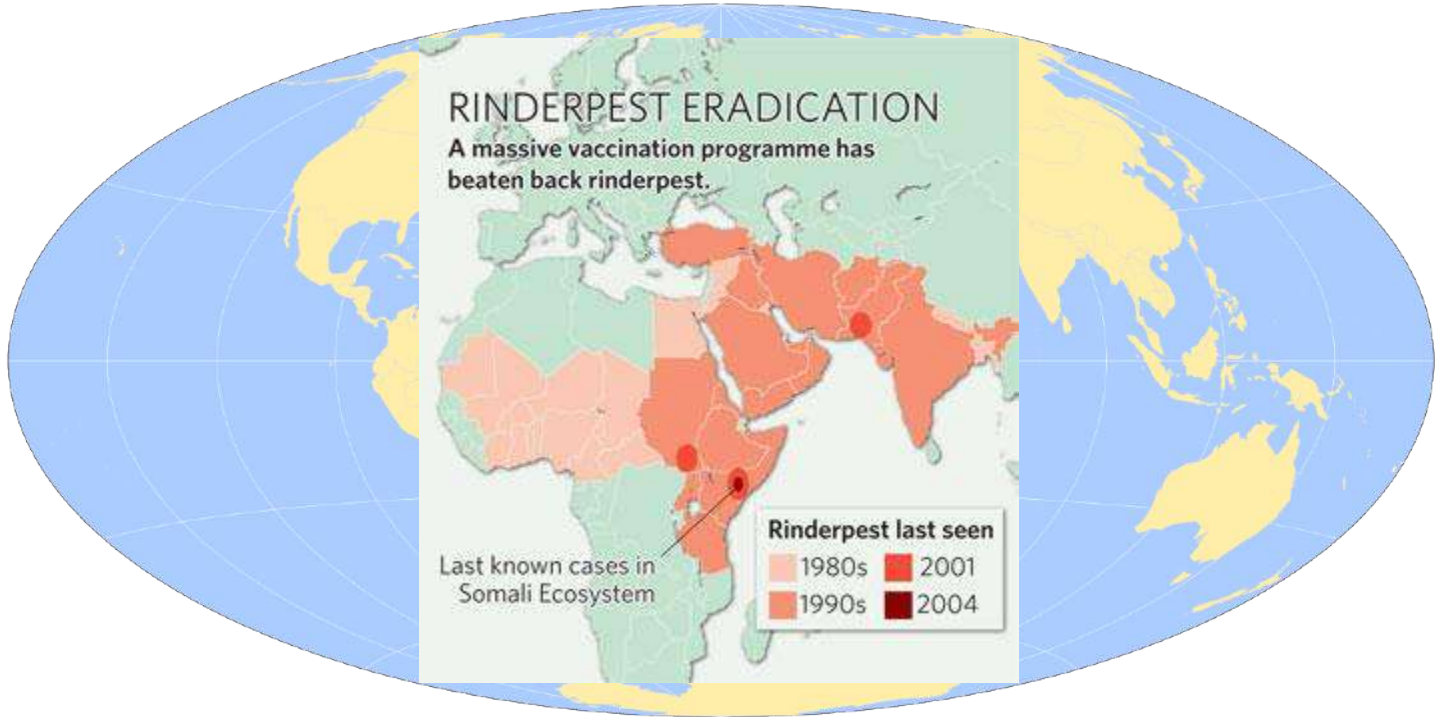 RINDERPEST ERADICATION
A massive vaccination programme has
beaten back rinderpest.
Last known cases in
Somali Ecosystem
Rinderpest last seen
1980s 2001
1990s 2004